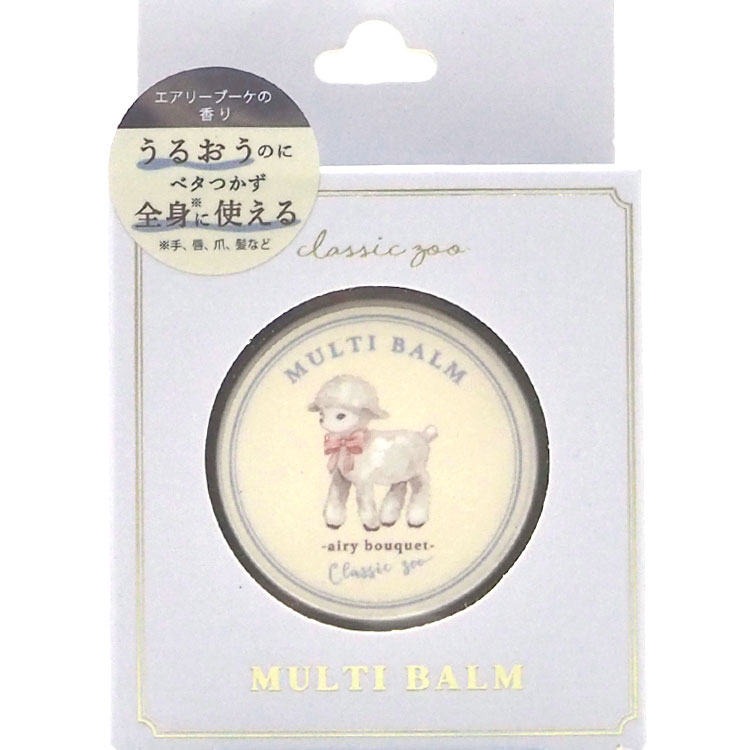 エアリーブーケの
香り
うるおうのに
ベタつかず
全身※に使える
※手、唇、爪、髪など
classic zoo
MULTI BALM
-airy bouquet-
Classic zoo
MULTI BALM